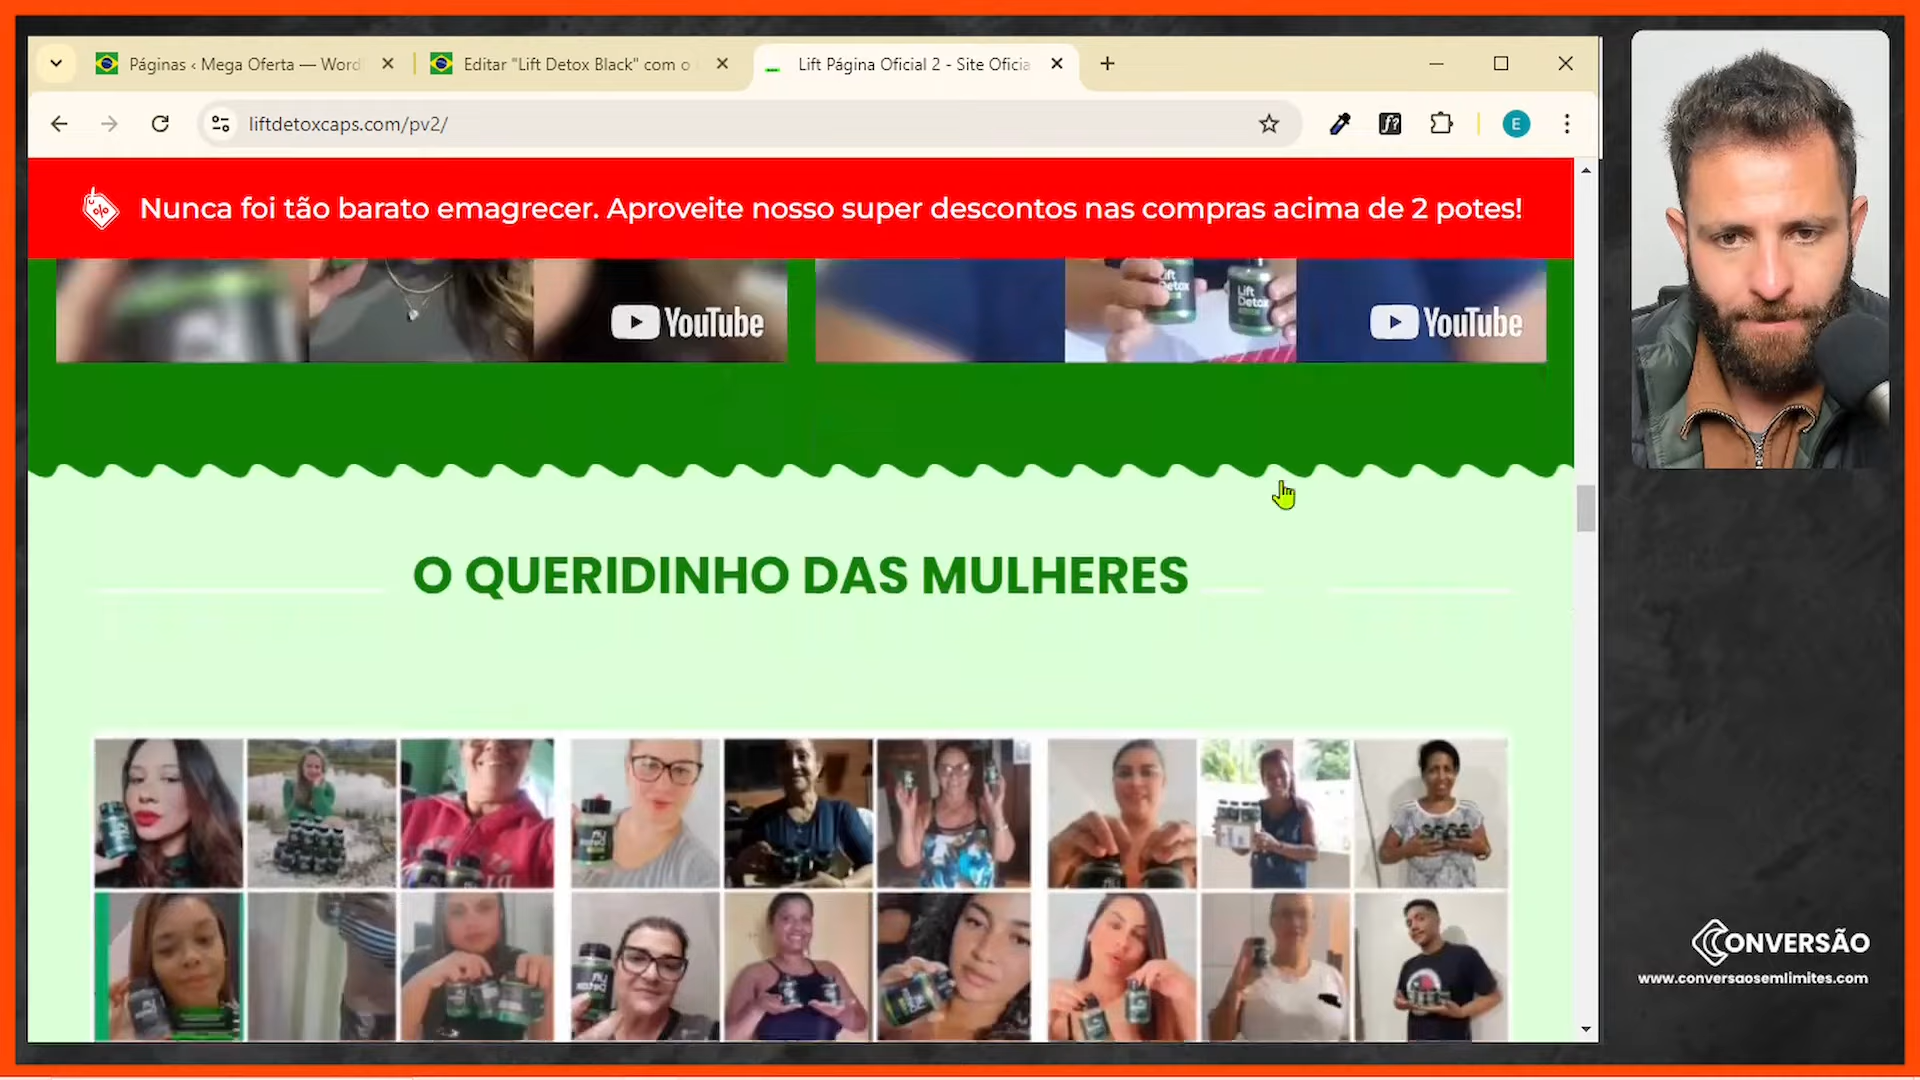 Páginas ‹ Mega Oferta — Word
Editar "Lift Detox Black" com o
Lift Página Oficial 2 - Site Oficia
liftdetoxcaps.com/pv2/
f?
E
%
Nunca foi tão barato emagrecer. Aproveite nosso super descontos nas compras acima de 2 potes!
Lift
Detox
YouTube
YouTube
O QUERIDINHO DAS MULHERES
CONVERSÃO
www.conversaosemlimites.com